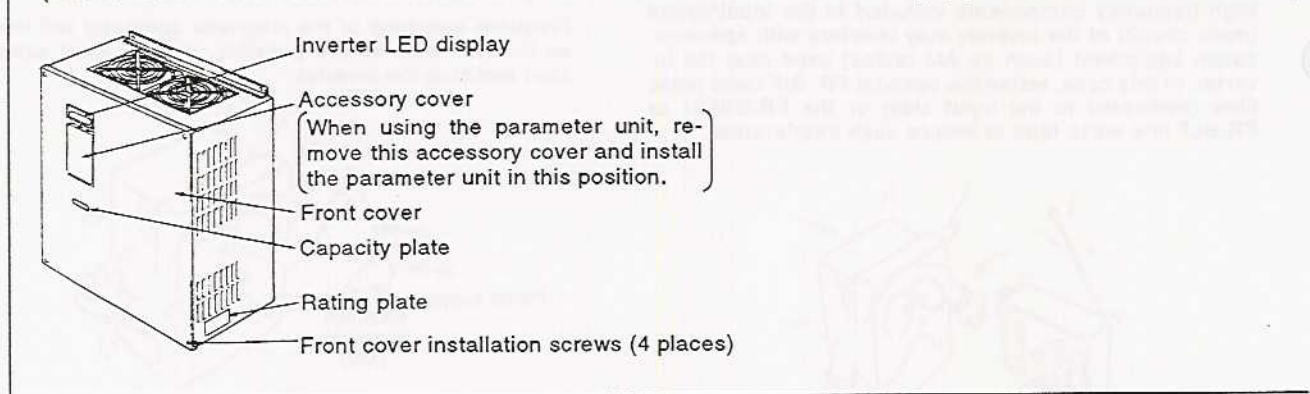 Inverter LED display
Accessory cover
When using the parameter unit, re-
move this accessory cover and install
the parameter unit in this position.
Front cover
Capacity plate
Rating plate
Front cover installation screws (4 places)